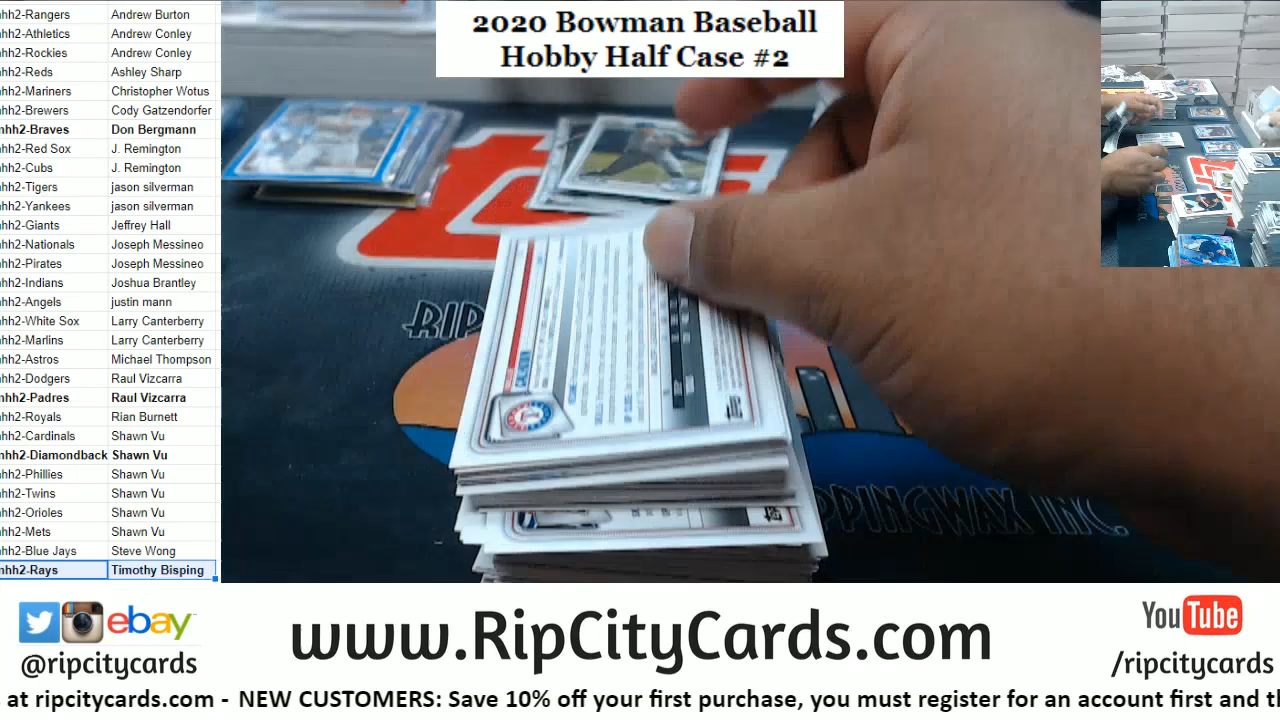 2020 Bowman Baseball
Hobby Half Case #2
hh2-Rangers Andrew Burton
hh2-Athletics Andrew Conley
hh2-Rockies Andrew Conley
hh2-Reds Ashley Sharp
hh2-Mariners Christopher Wotus
hh2-Brewers Cody Gatzendorfer
nhh2-Braves Don Bergmann
hh2-Red Sox J. Remington
hh2-Cubs J. Remington
hh2-Tigers jason silverman
hh2-Yankees jason silverman
hh2-Giants Jeffrey Hall
hh2-Nationals Joseph Messineo
hh2-Pirates Joseph Messineo
hh2-Indians Joshua Brantley
hh2-Angels justin mann
hh2-White Sox Larry Canterberry
hh2-Marlins Larry Canterberry
hh2-Astros Michael Thompson
hh2-Dodgers Raul Vizcarra
nhh2-Padres Raul Vizcarra
hh2-Royals Rian Burnett
hh2-Cardinals Shawn Vu
nhh2-Diamondback Shawn Vu
hh2-Phillies Shawn Vu
hh2-Twins Shawn Vu
hh2-Orioles Shawn Vu
hh2-Mets Shawn Vu
hh2-Blue Jays Steve Wong
nhh2-Rays Timothy Bisping
RIP
PPINGWAX INC.
ebay
@ripcitycards
www.RipCityCards.com
YouTube
/ripcitycards
s at ripcitycards.com - NEW CUSTOMERS: Save 10% off your first purchase, you must register for an account first and th